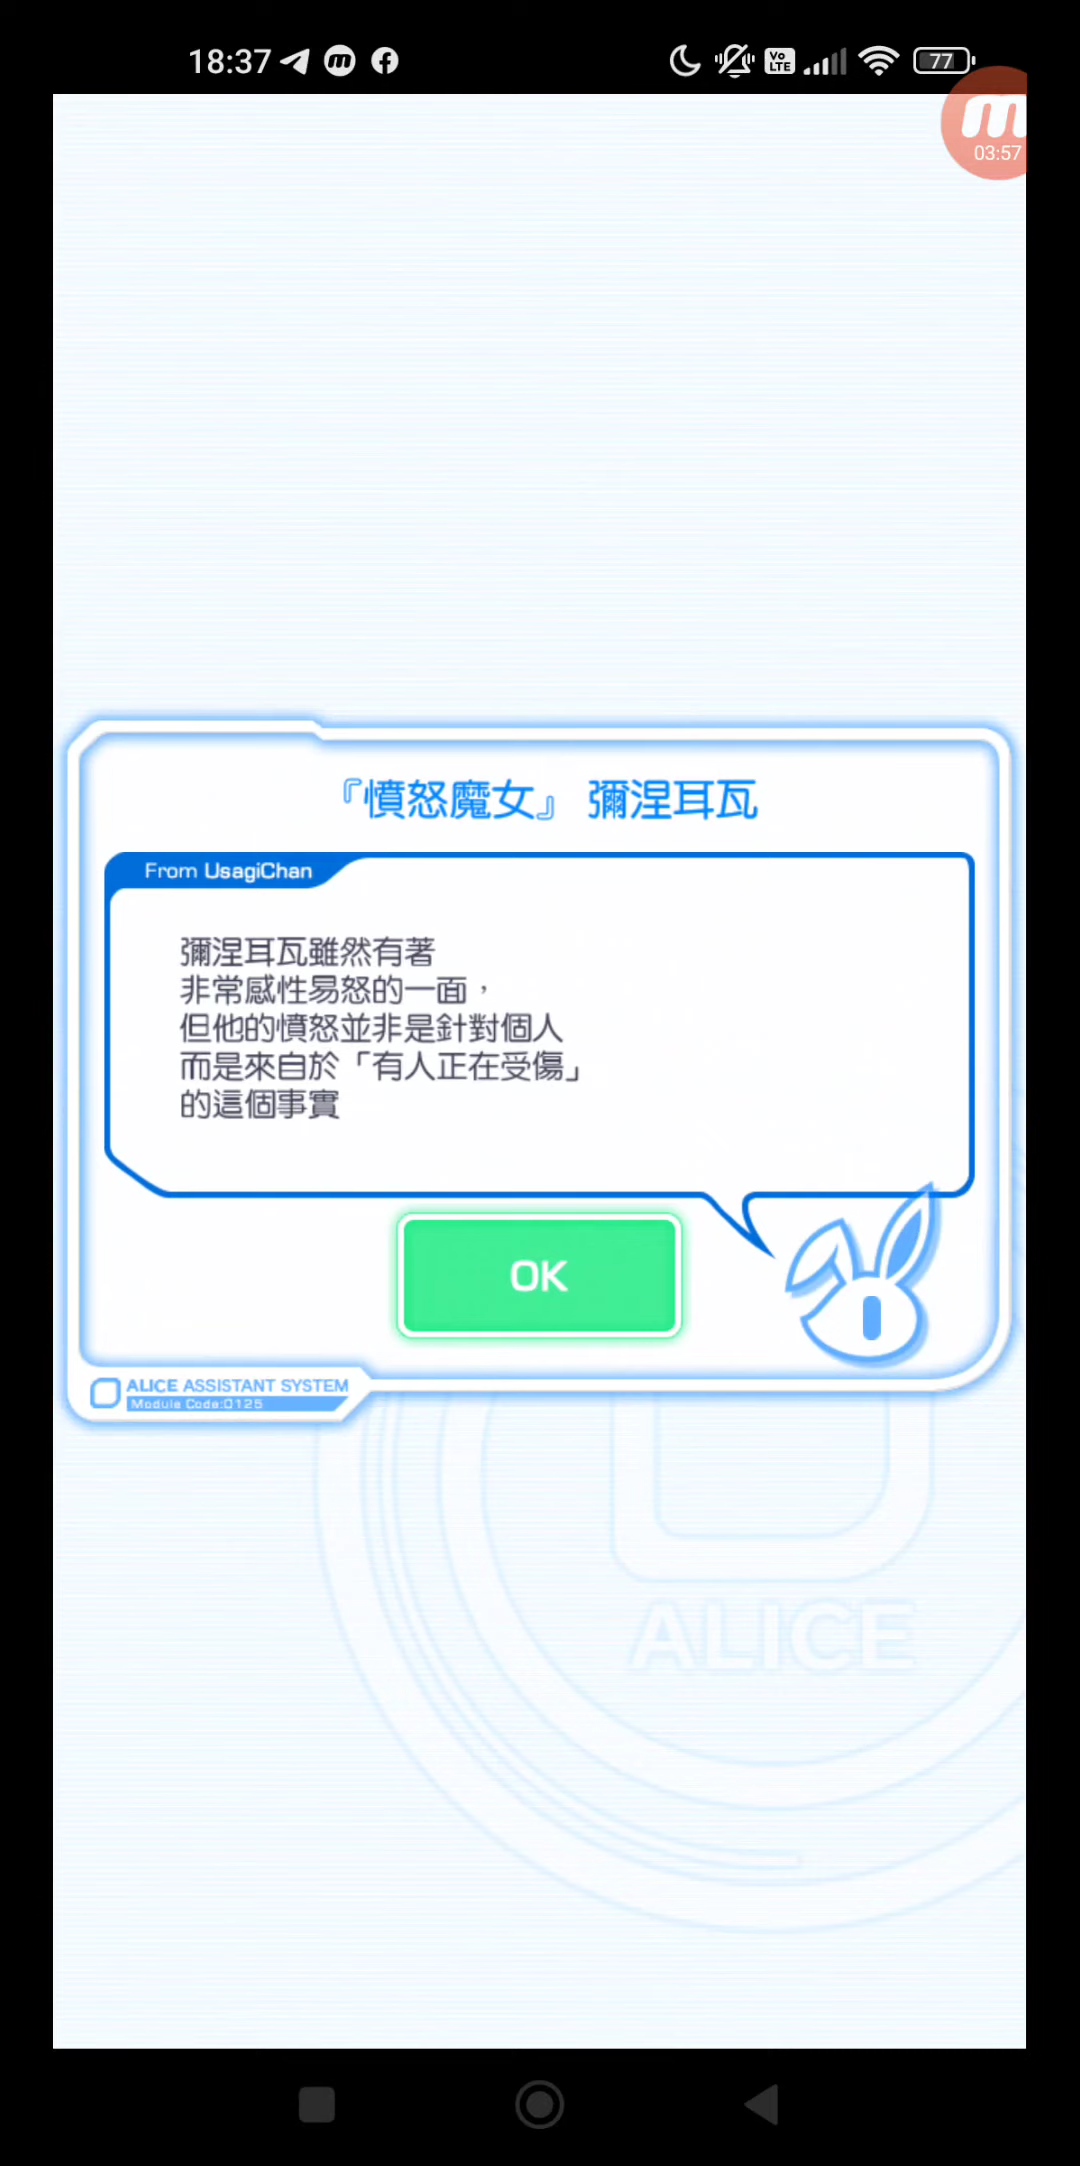 18:37
VoLTE
77
03:57
『憤怒魔女』 彌涅耳瓦
From UsagiChan
彌涅耳瓦雖然有著
非常感性易怒的一面，
但他的憤怒並非是針對個人
而是來自於「有人正在受傷」
的這個事實
OK
ALICE ASSISTANT SYSTEM
Module Code:0125
ALICE